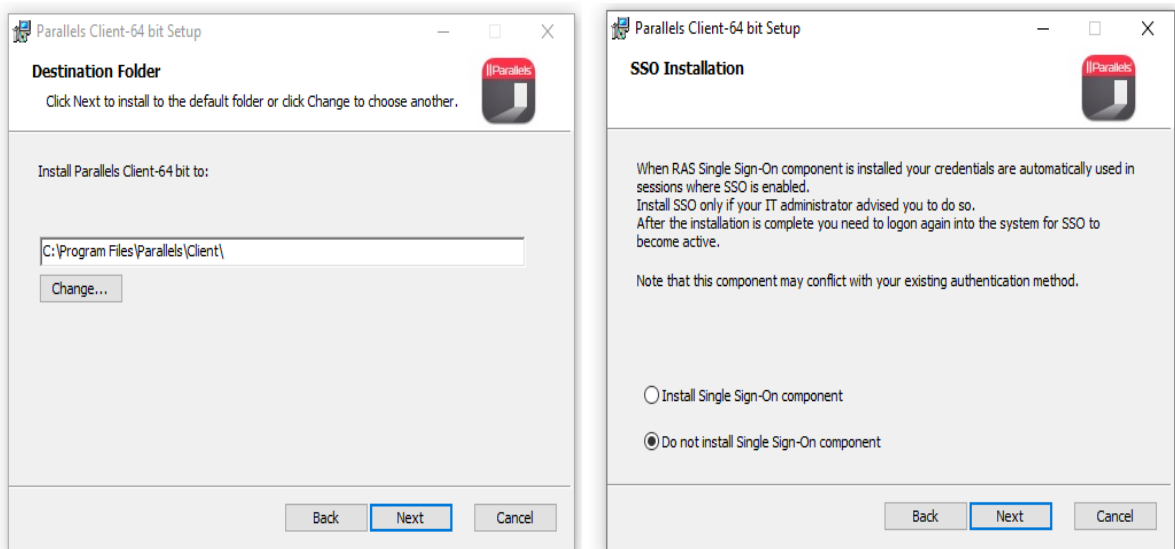 Parallels Client-64 bit Setup
Destination Folder
Click Next to install to the default folder or click Change to choose another.
||Parallels
Install Parallels Client-64 bit to:
C:\Program Files\Parallels\Client\
Change...
Back
Next
Cancel
Parallels Client-64 bit Setup
SSO Installation
||Parallels
When RAS Single Sign-On component is installed your credentials are automatically used in
sessions where SSO is enabled.
Install SSO only if your IT administrator advised you to do so.
After the installation is complete you need to logon again into the system for SSO to
become active.
Note that this component may conflict with your existing authentication method.
Install Single Sign-On component
Do not install Single Sign-On component
Back
Next
Cancel